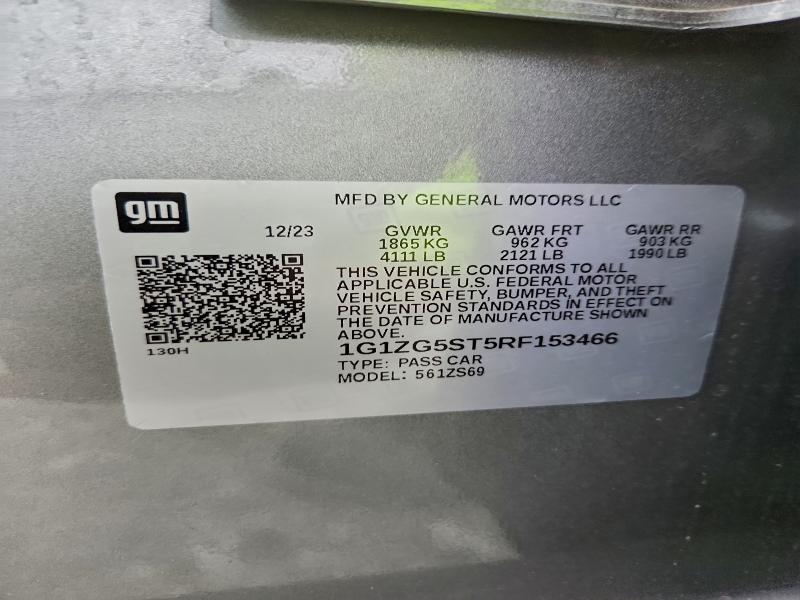 gm
MFD BY GENERAL MOTORS LLC
12/23 GVWR GAWR FRT GAWR RR
1865 KG 962 KG 903 KG
4111 LB 2121 LB 1990 LB
THIS VEHICLE CONFORMS TO ALL
APPLICABLE U.S. FEDERAL MOTOR
VEHICLE SAFETY, BUMPER, AND THEFT
PREVENTION STANDARDS IN EFFECT ON
THE DATE OF MANUFACTURE SHOWN
ABOVE.
130H
1G1ZG5ST5RF153466
TYPE: PASS CAR
MODEL: 561ZS69